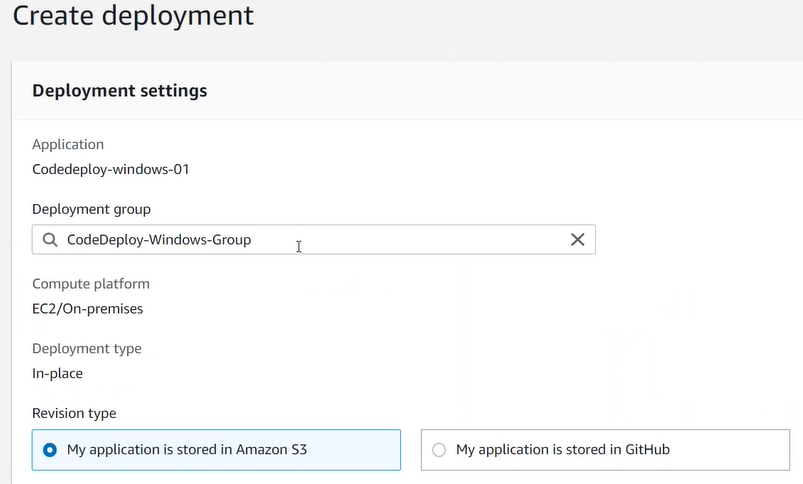 Create deployment
Deployment settings
Application
Codedeploy-windows-01
Deployment group
CodeDeploy-Windows-Group
Compute platform
EC2/On-premises
Deployment type
In-place
Revision type
My application is stored in Amazon S3
My application is stored in GitHub